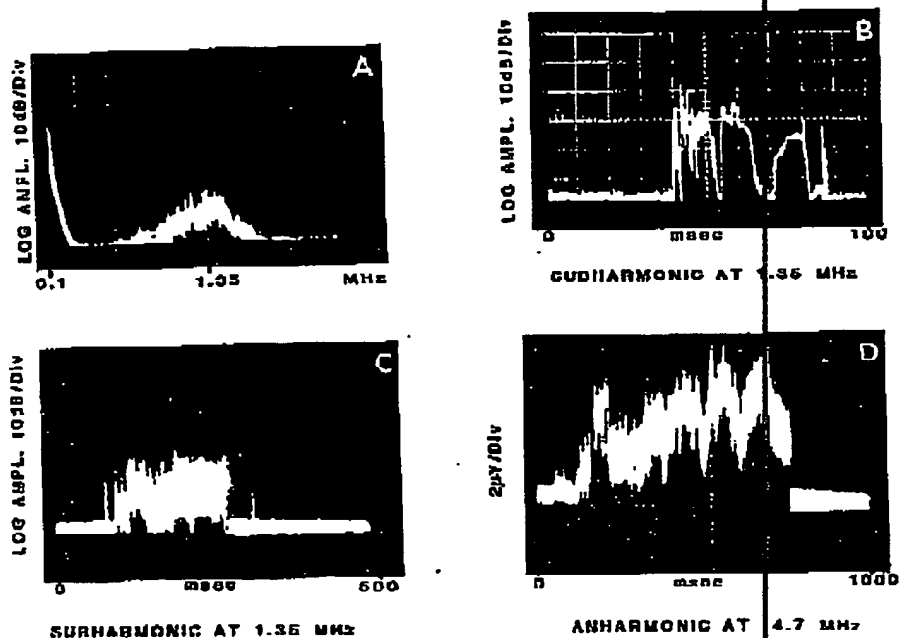 A
LOG AMPL. 10 dB/Div
0.1 1.35 MHz
B
LOG AMPL. 10dB/Div
0 msec 100
SUBHARMONIC AT 1.35 MHz
C
LOG AMPL. 10dB/Div
0 msec 500
SUBHARMONIC AT 1.35 MHz
D
2µV/Div
0 msec 1000
ANHARMONIC AT 4.7 MHz